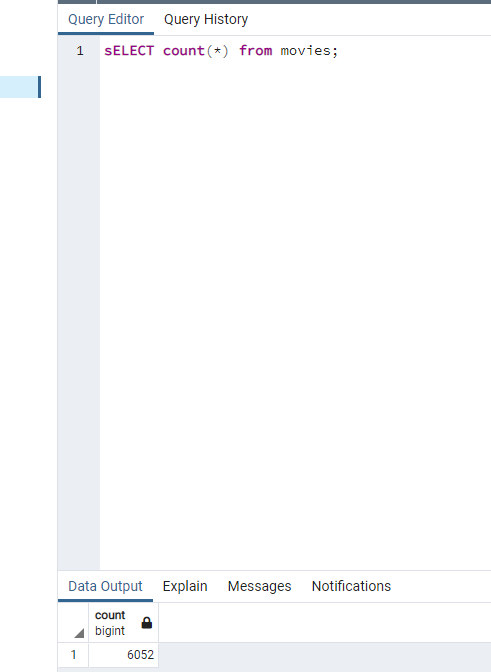 Query Editor Query History
1 sELECT count(*) from movies;
Data Output Explain Messages Notifications
count
bigint
1 6052